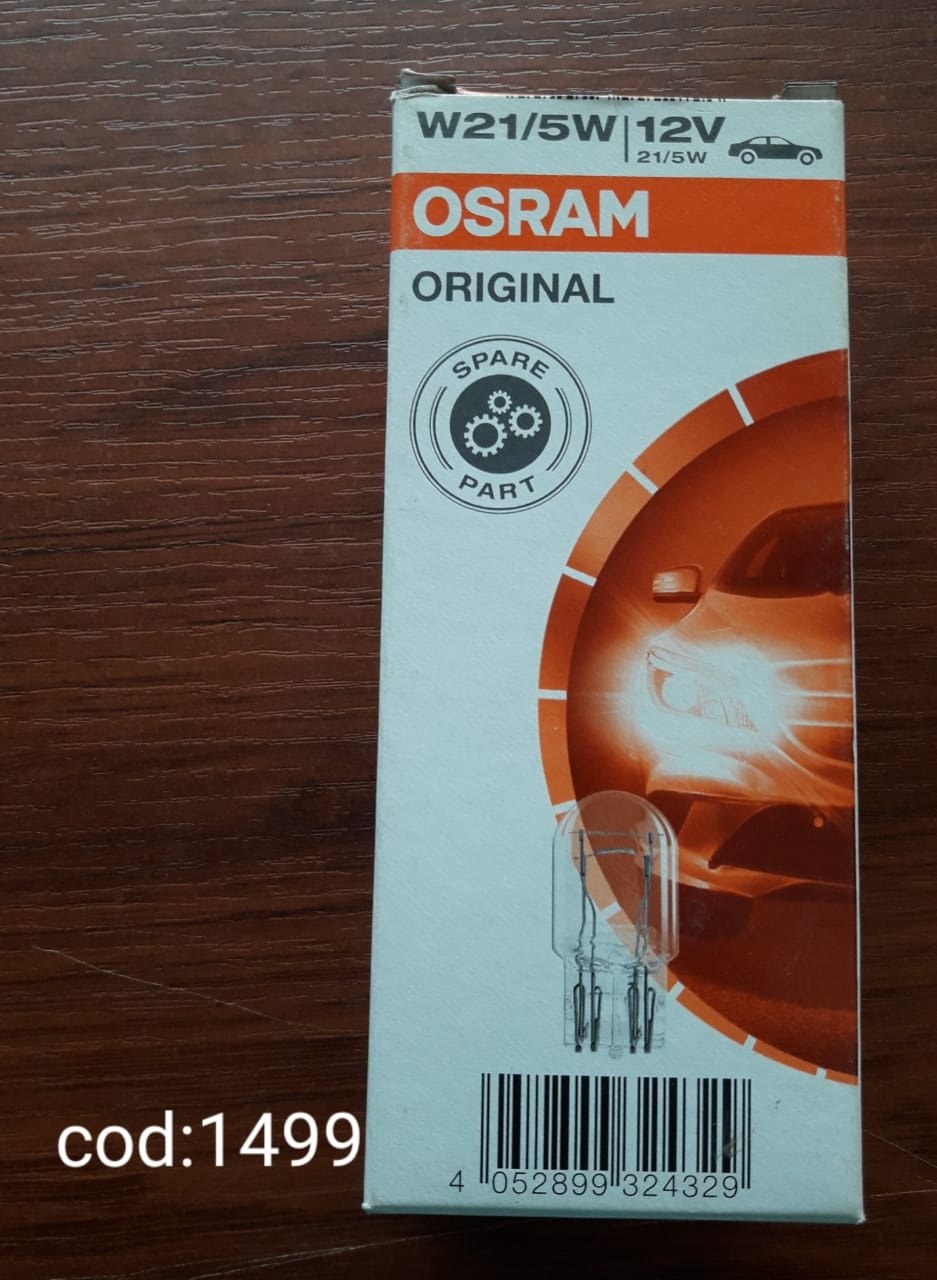 W21/5W 12V
21/5W
OSRAM
ORIGINAL
SPARE
PART
cod:1499
4 052899 324329